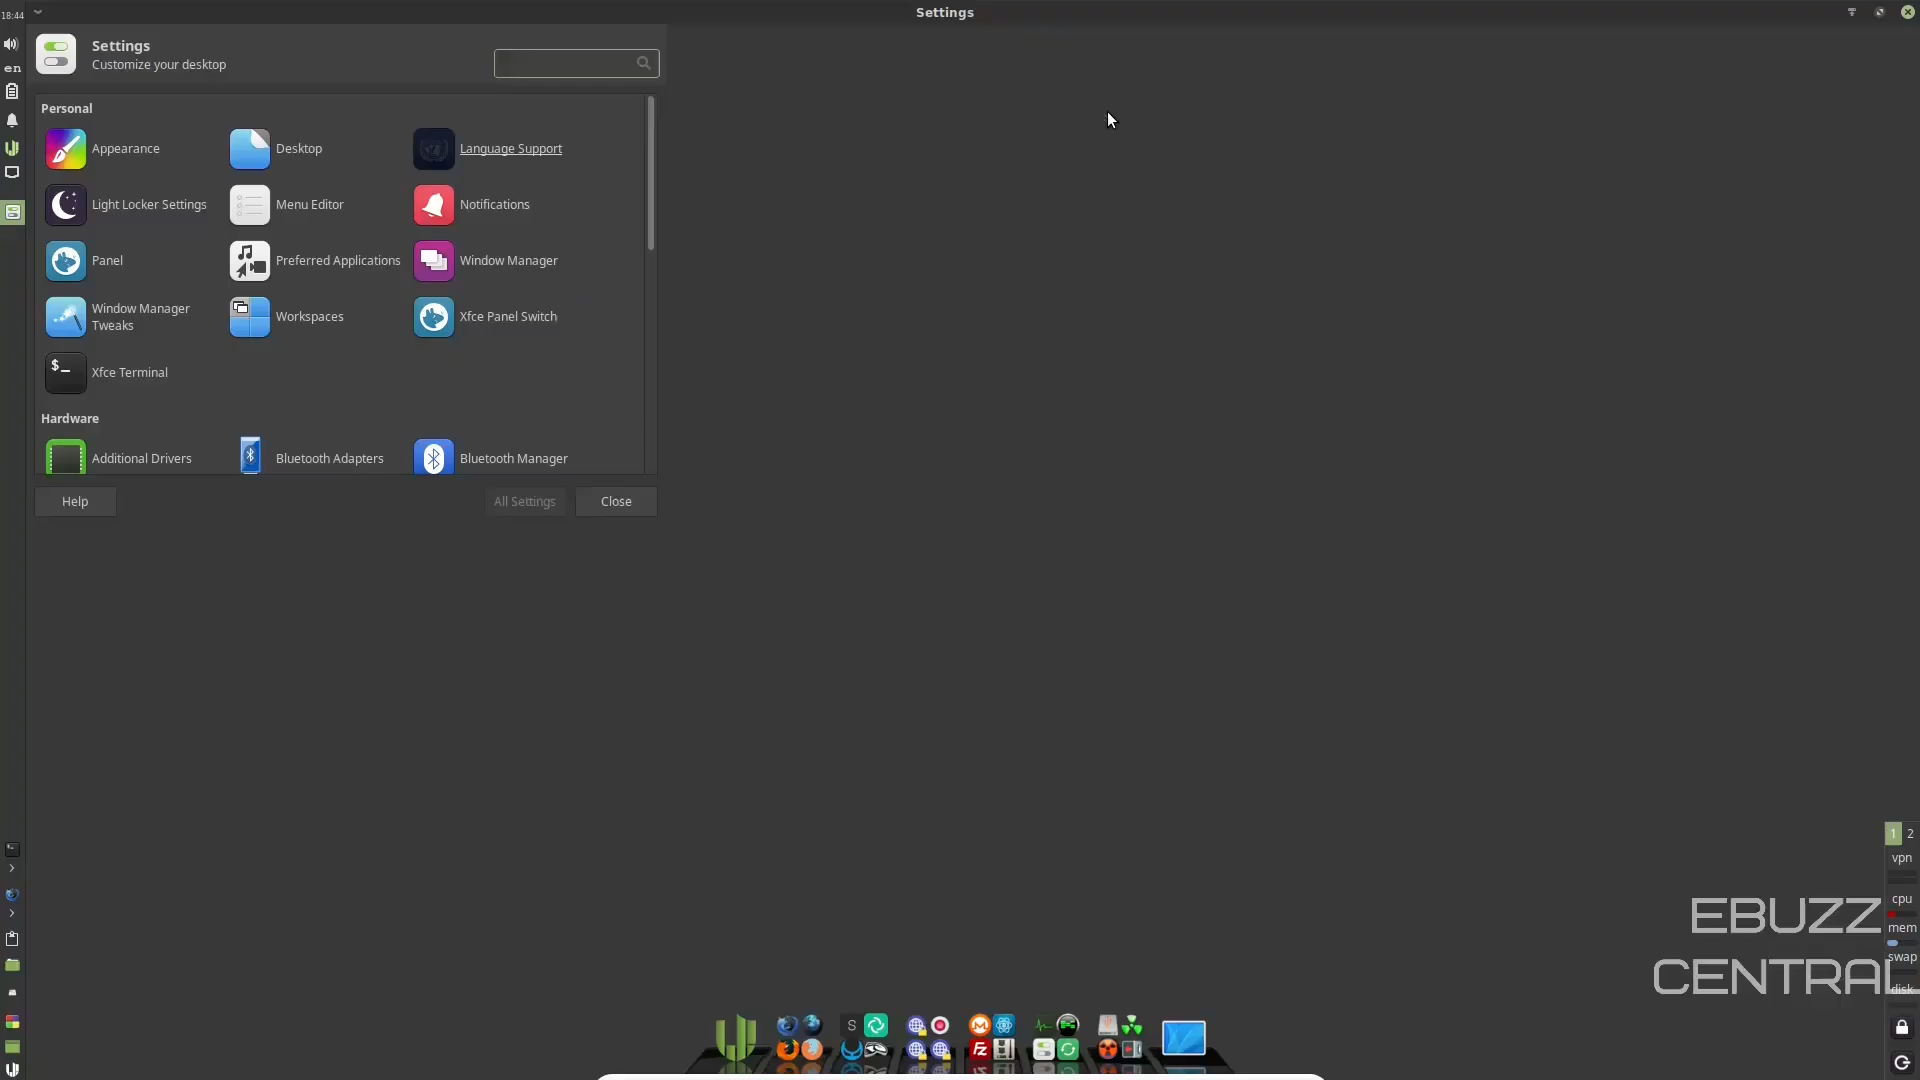 18:44
Settings
Settings
Customize your desktop
en
Personal
Appearance
Desktop
Language Support
Light Locker Settings
Menu Editor
Notifications
Panel
Preferred Applications
Window Manager
Window Manager
Tweaks
Workspaces
Xfce Panel Switch
$_
Xfce Terminal
Hardware
Additional Drivers
Bluetooth Adapters
Bluetooth Manager
Help
All Settings
Close
1 2
vpn
cpu
mem
swap
disk
EBUZZ
CENTRAL
S